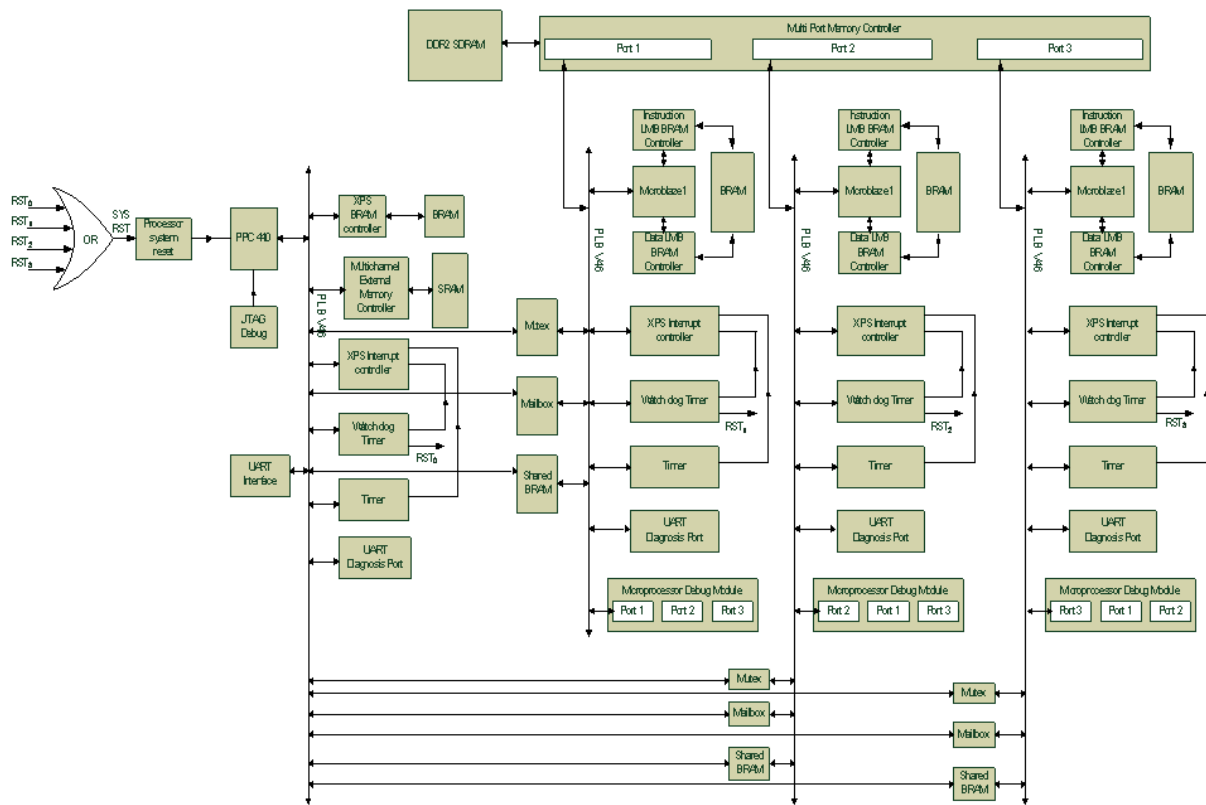 DDR2 SDRAM
Multi Port Memory Controller
Port 1
Port 2
Port 3
RST0
RST1
RST2
RST3
OR
SYS
RST
Processor
system
reset
PPC 440
JTAG
Debug
UART
Interface
PLB V46
XPS
BRAM
controller
BRAM
Multichannel
External
Memory
Controller
SRAM
XPS Interrupt
controller
Watch dog
Timer
RST0
Timer
UART
Diagnosis Port
Mutex
Mailbox
Shared
BRAM
PLB V46
Instruction
LMB BRAM
Controller
Microblaze1
BRAM
Data LMB
BRAM
Controller
XPS Interrupt
controller
Watch dog Timer
RST1
Timer
UART
Diagnosis Port
Microprocessor Debug Module
Port 1
Port 2
Port 3
PLB V46
Instruction
LMB BRAM
Controller
Microblaze1
BRAM
Data LMB
BRAM
Controller
XPS Interrupt
controller
Watch dog Timer
RST2
Timer
UART
Diagnosis Port
Microprocessor Debug Module
Port 2
Port 1
Port 3
PLB V46
Instruction
LMB BRAM
Controller
Microblaze1
BRAM
Data LMB
BRAM
Controller
XPS Interrupt
controller
Watch dog Timer
RST3
Timer
UART
Diagnosis Port
Microprocessor Debug Module
Port 3
Port 1
Port 2
Mutex
Mutex
Mailbox
Mailbox
Shared
BRAM
Shared
BRAM